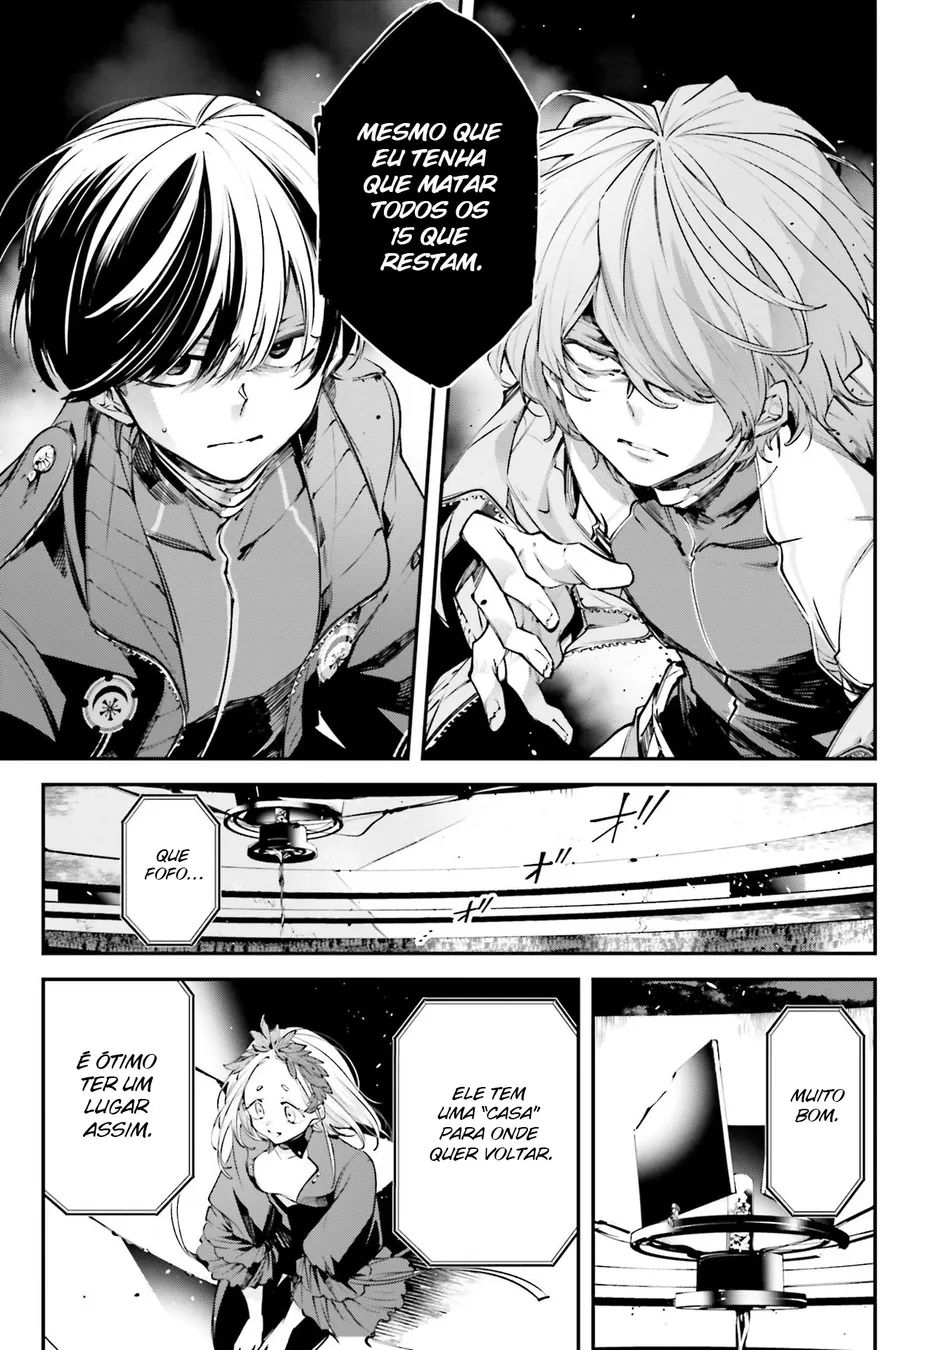 MESMO QUE
EU TENHA
QUE MATAR
TODOS OS
15 QUE
RESTAM.
オ"!!
オ"!!
オ"
QUE
FOFO...
MUITO
BOM.
ELE TEM
UMA "CASA"
PARA ONDE
QUER VOLTAR.
É ÓTIMO
TER UM
LUGAR
ASSIM.